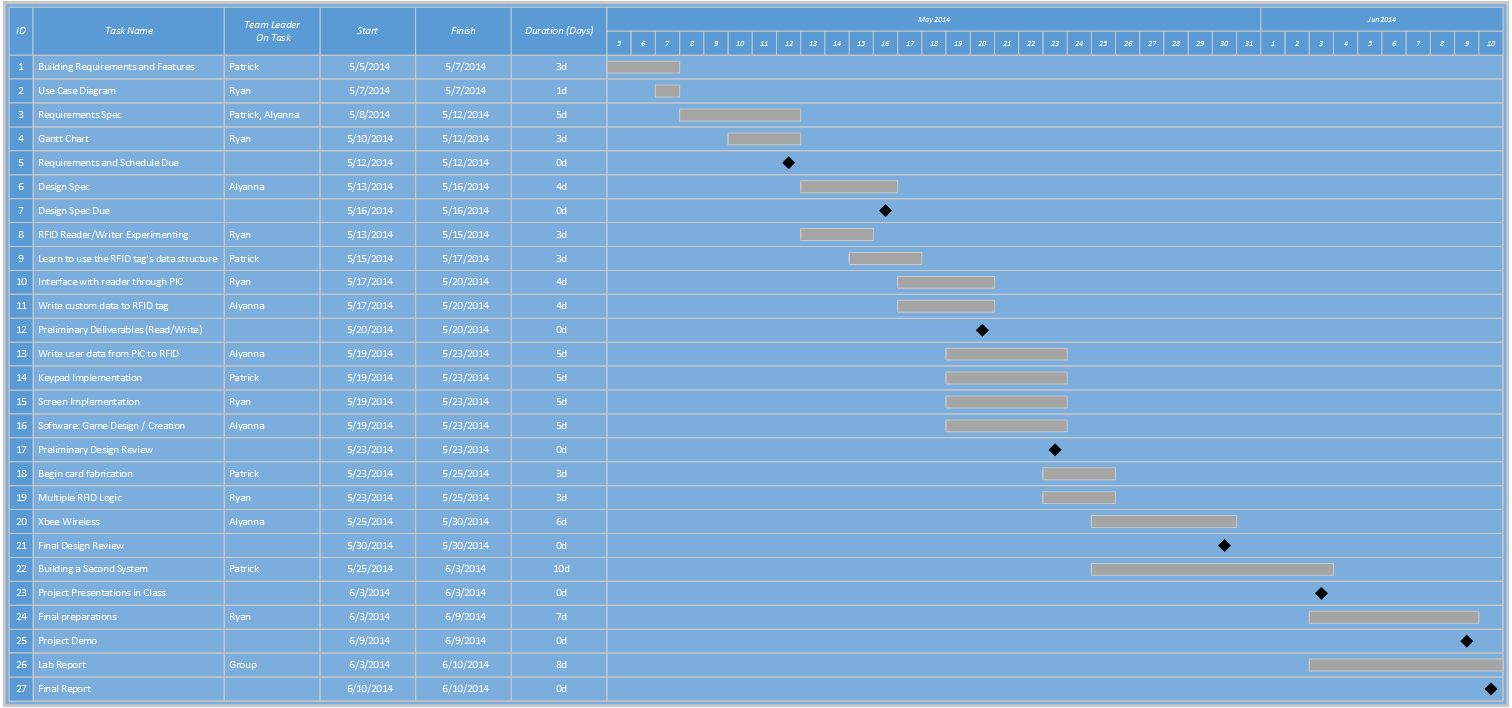 ID Task Name Team Leader On Task Start Finish Duration (Days) May 2014 Jun 2014
5 6 7 8 9 10 11 12 13 14 15 16 17 18 19 20 21 22 23 24 25 26 27 28 29 30 31 1 2 3 4 5 6 7 8 9 10
1 Building Requirements and Features Patrick 5/5/2014 5/7/2014 3d
2 Use Case Diagram Ryan 5/7/2014 5/7/2014 1d
3 Requirements Spec Patrick, Alyanna 5/8/2014 5/12/2014 5d
4 Gantt Chart Ryan 5/10/2014 5/12/2014 3d
5 Requirements and Schedule Due 5/12/2014 5/12/2014 0d
6 Design Spec Alyanna 5/13/2014 5/16/2014 4d
7 Design Spec Due 5/16/2014 5/16/2014 0d
8 RFID Reader/Writer Experimenting Ryan 5/13/2014 5/15/2014 3d
9 Learn to use the RFID tag's data structure Patrick 5/15/2014 5/17/2014 3d
10 Interface with reader through PIC Ryan 5/17/2014 5/20/2014 4d
11 Write custom data to RFID tag Alyanna 5/17/2014 5/20/2014 4d
12 Preliminary Deliverables (Read/Write) 5/20/2014 5/20/2014 0d
13 Write user data from PIC to RFID Alyanna 5/19/2014 5/23/2014 5d
14 Keypad Implementation Patrick 5/19/2014 5/23/2014 5d
15 Screen Implementation Ryan 5/19/2014 5/23/2014 5d
16 Software: Game Design / Creation Alyanna 5/19/2014 5/23/2014 5d
17 Preliminary Design Review 5/23/2014 5/23/2014 0d
18 Begin card fabrication Patrick 5/23/2014 5/25/2014 3d
19 Multiple RFID Logic Ryan 5/23/2014 5/25/2014 3d
20 Xbee Wireless Alyanna 5/25/2014 5/30/2014 6d
21 Final Design Review 5/30/2014 5/30/2014 0d
22 Building a Second System Patrick 5/25/2014 6/3/2014 10d
23 Project Presentations in Class 6/3/2014 6/3/2014 0d
24 Final preparations Ryan 6/3/2014 6/9/2014 7d
25 Project Demo 6/9/2014 6/9/2014 0d
26 Lab Report Group 6/3/2014 6/10/2014 8d
27 Final Report 6/10/2014 6/10/2014 0d